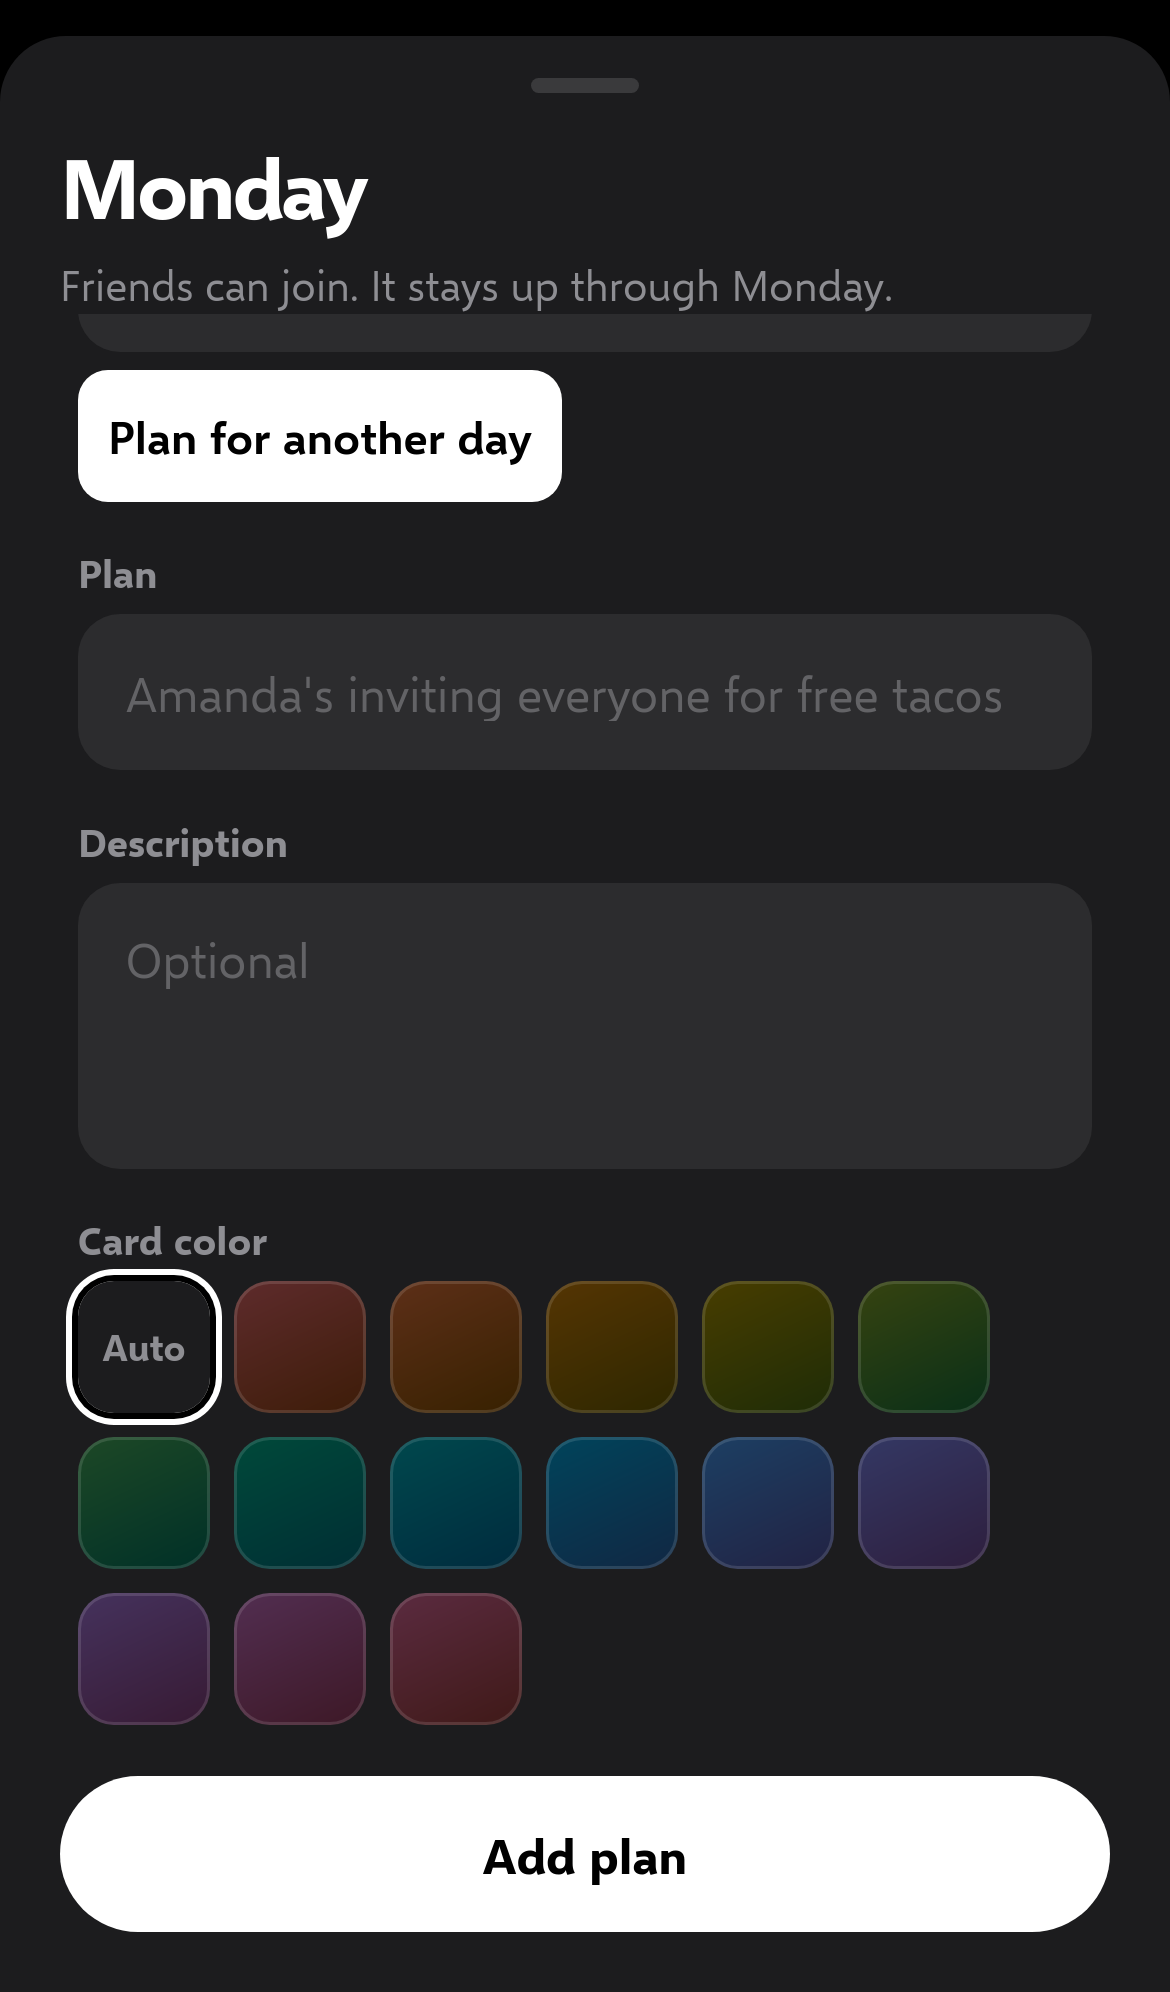 Monday
Friends can join. It stays up through Monday.
Plan for another day
Plan
Amanda's inviting everyone for free tacos
Description
Optional
Card color
Auto
Add plan